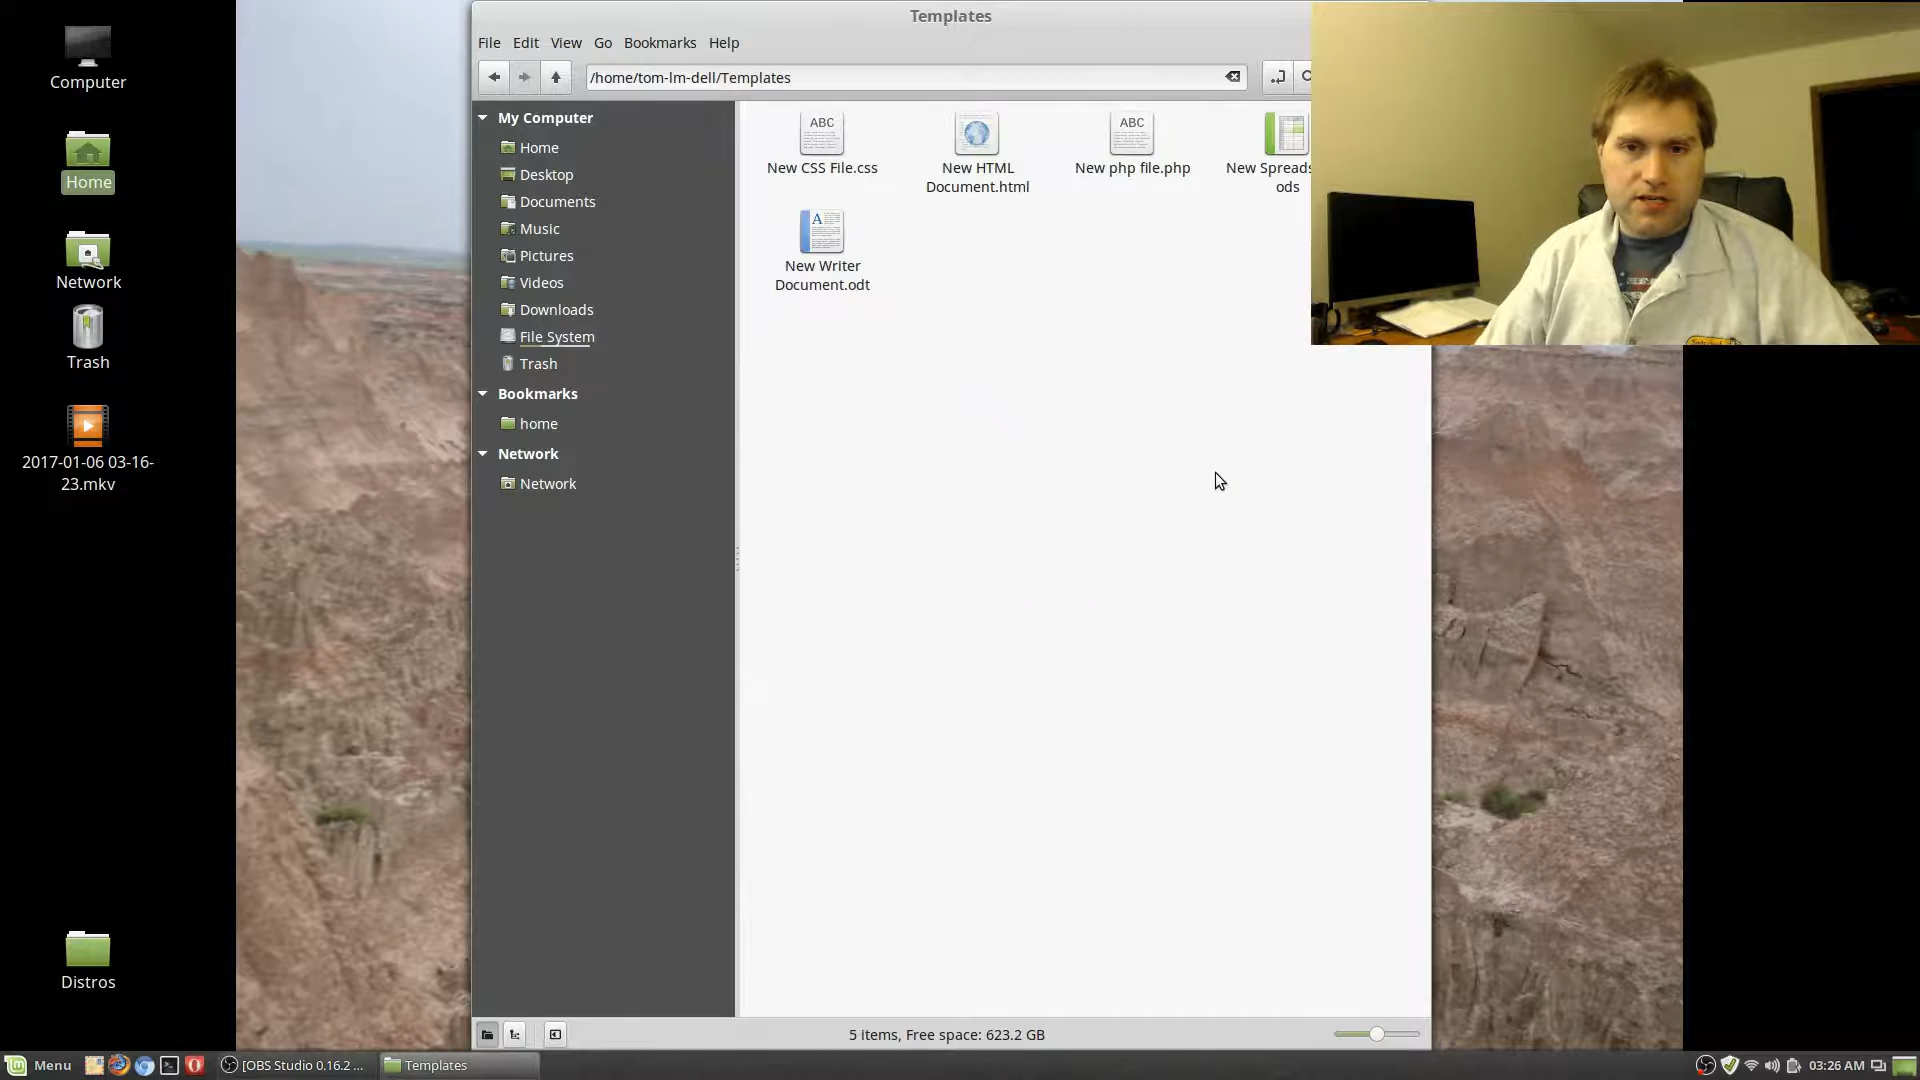 Computer
Home
Network
Trash
2017-01-06 03-16-
23.mkv
Distros
Templates
File Edit View Go Bookmarks Help
/home/tom-lm-dell/Templates
My Computer
Home
Desktop
Documents
Music
Pictures
Videos
Downloads
File System
Trash
Bookmarks
home
Network
Network
ABC
New CSS File.css
New HTML
Document.html
ABC
New php file.php
New Spreads
ods
A
New Writer
Document.odt
5 items, Free space: 623.2 GB
Menu
[OBS Studio 0.16.2 ...
Templates
03:26 AM